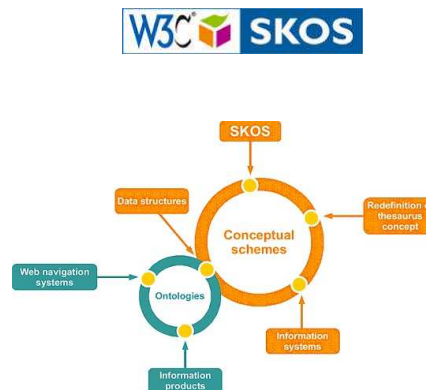 W3C® SKOS
SKOS
Data structures
Redefinition
thesaurus
concept
Conceptual
schemes
Web navigation
systems
Ontologies
Information
systems
Information
products